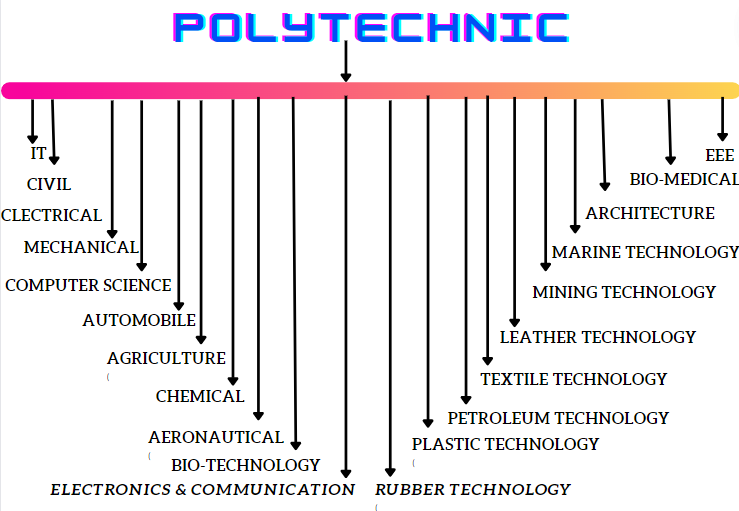 POLYTECHNIC
IT
CIVIL
CLECTRICAL
MECHANICAL
COMPUTER SCIENCE
AUTOMOBILE
AGRICULTURE
(
CHEMICAL
AERONAUTICAL
(
BIO-TECHNOLOGY
ELECTRONICS & COMMUNICATION
RUBBER TECHNOLOGY
(
PLASTIC TECHNOLOGY
(
PETROLEUM TECHNOLOGY
TEXTILE TECHNOLOGY
LEATHER TECHNOLOGY
MINING TECHNOLOGY
MARINE TECHNOLOGY
ARCHITECTURE
BIO-MEDICAL
EEE